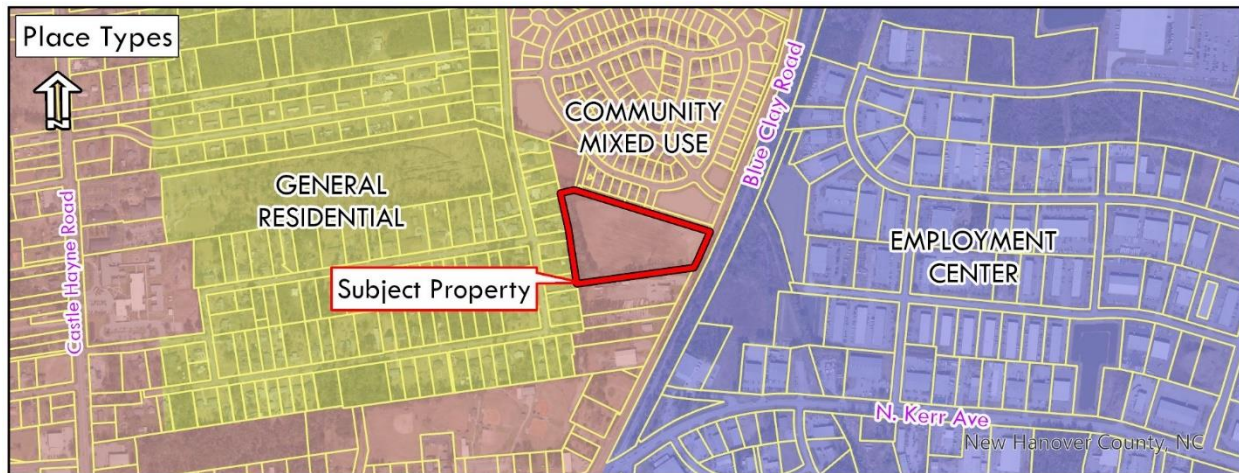 Place Types
N
COMMUNITY
MIXED USE
Blue Clay Road
GENERAL
RESIDENTIAL
EMPLOYMENT
CENTER
Subject Property
Castle Hayne Road
N. Kerr Ave
New Hanover County, NC